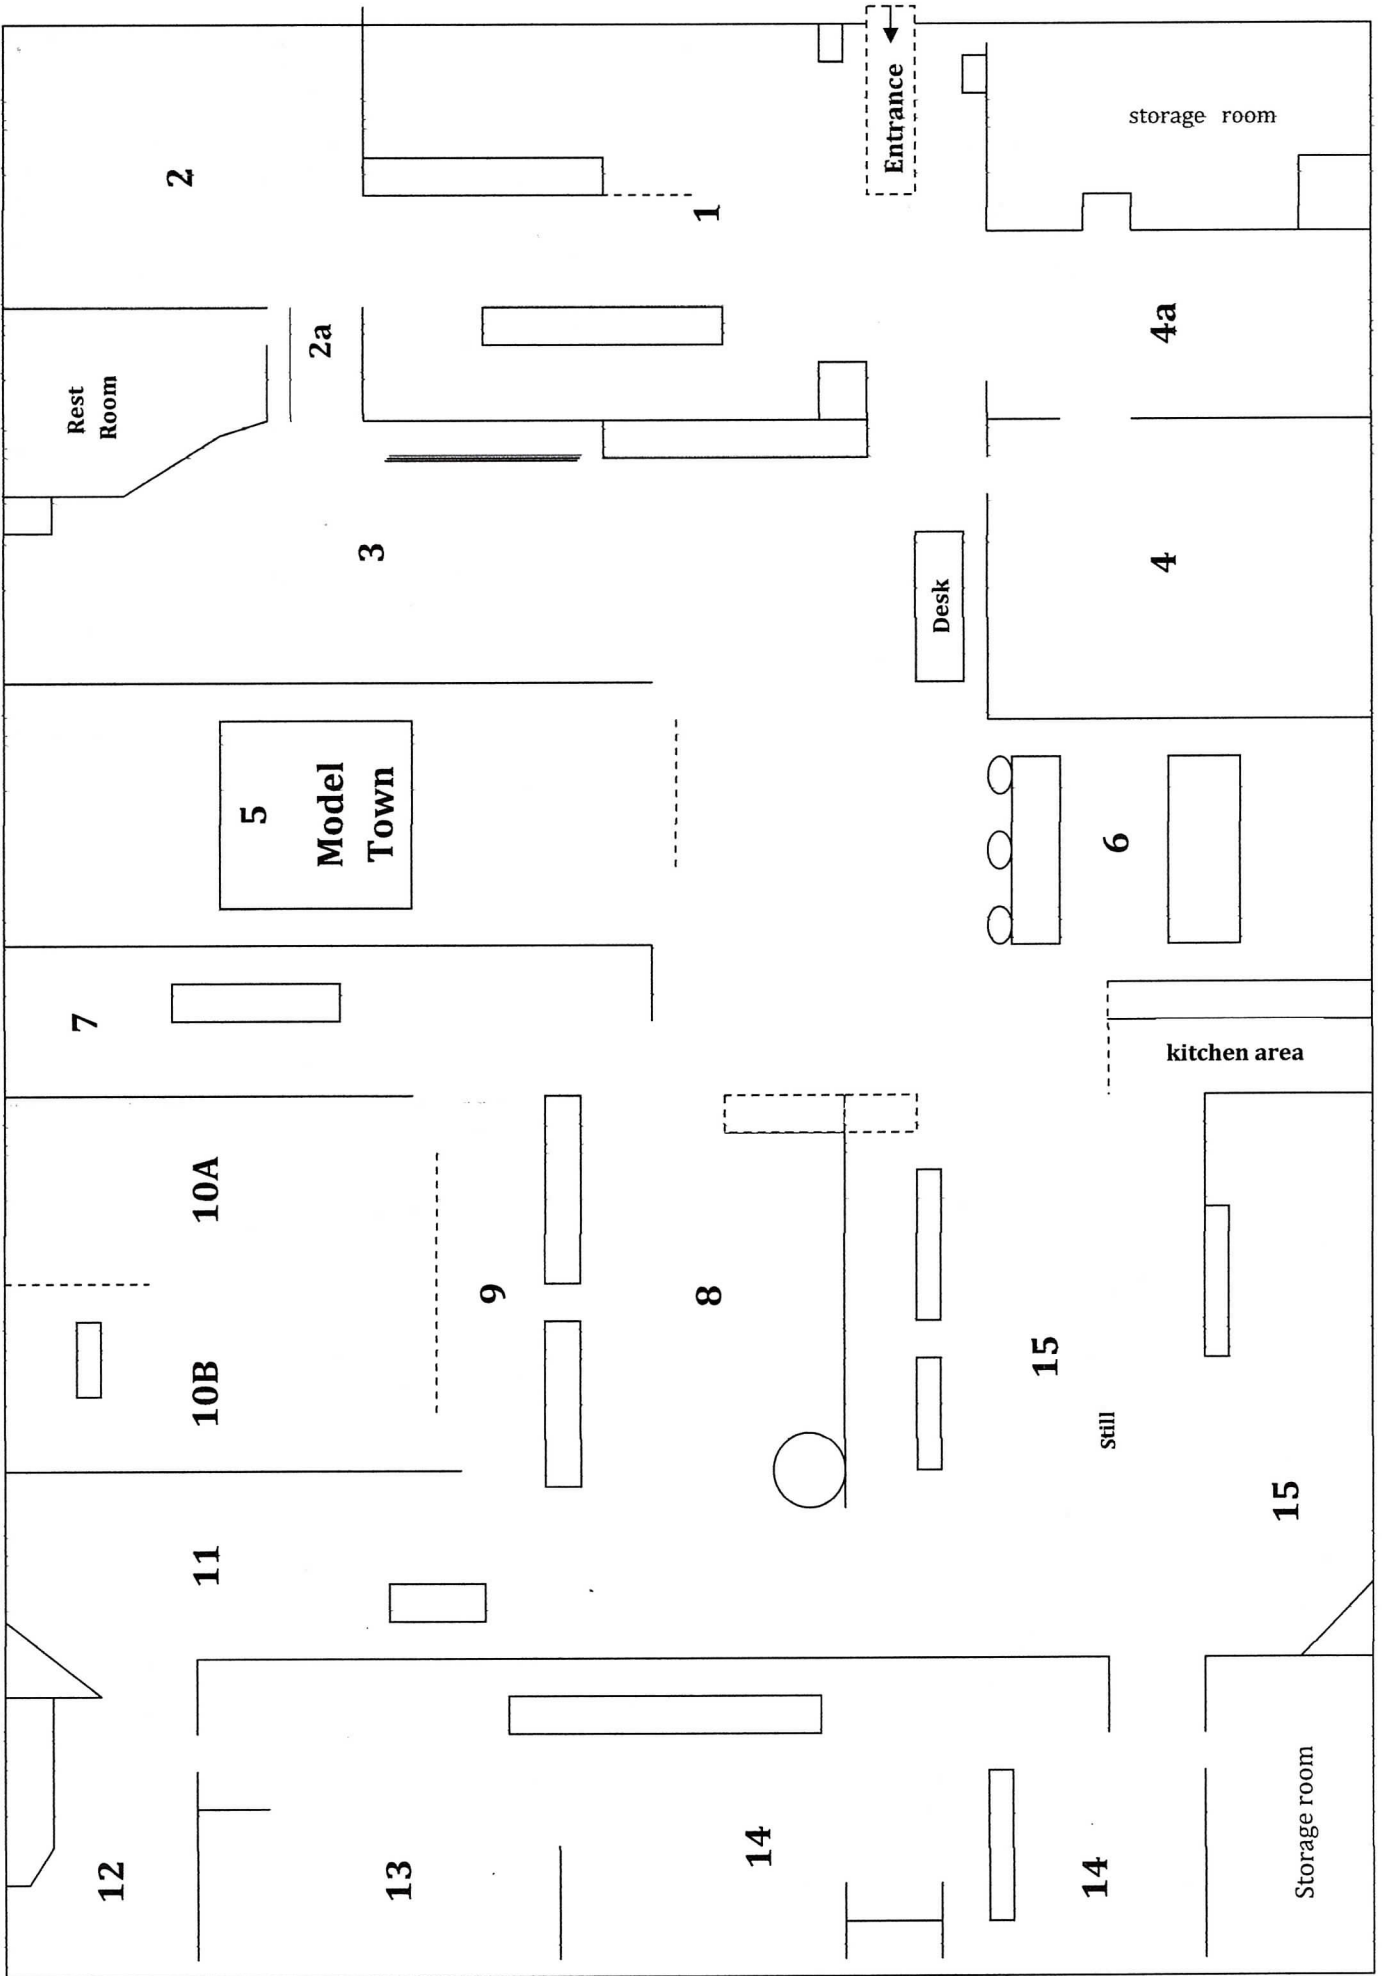 Entrance
storage room
2
1
2a
4a
Rest
Room
3
4
Desk
5
Model
Town
6
7
kitchen area
10A
9
8
10B
15
Still
15
11
12
13
14
14
Storage room